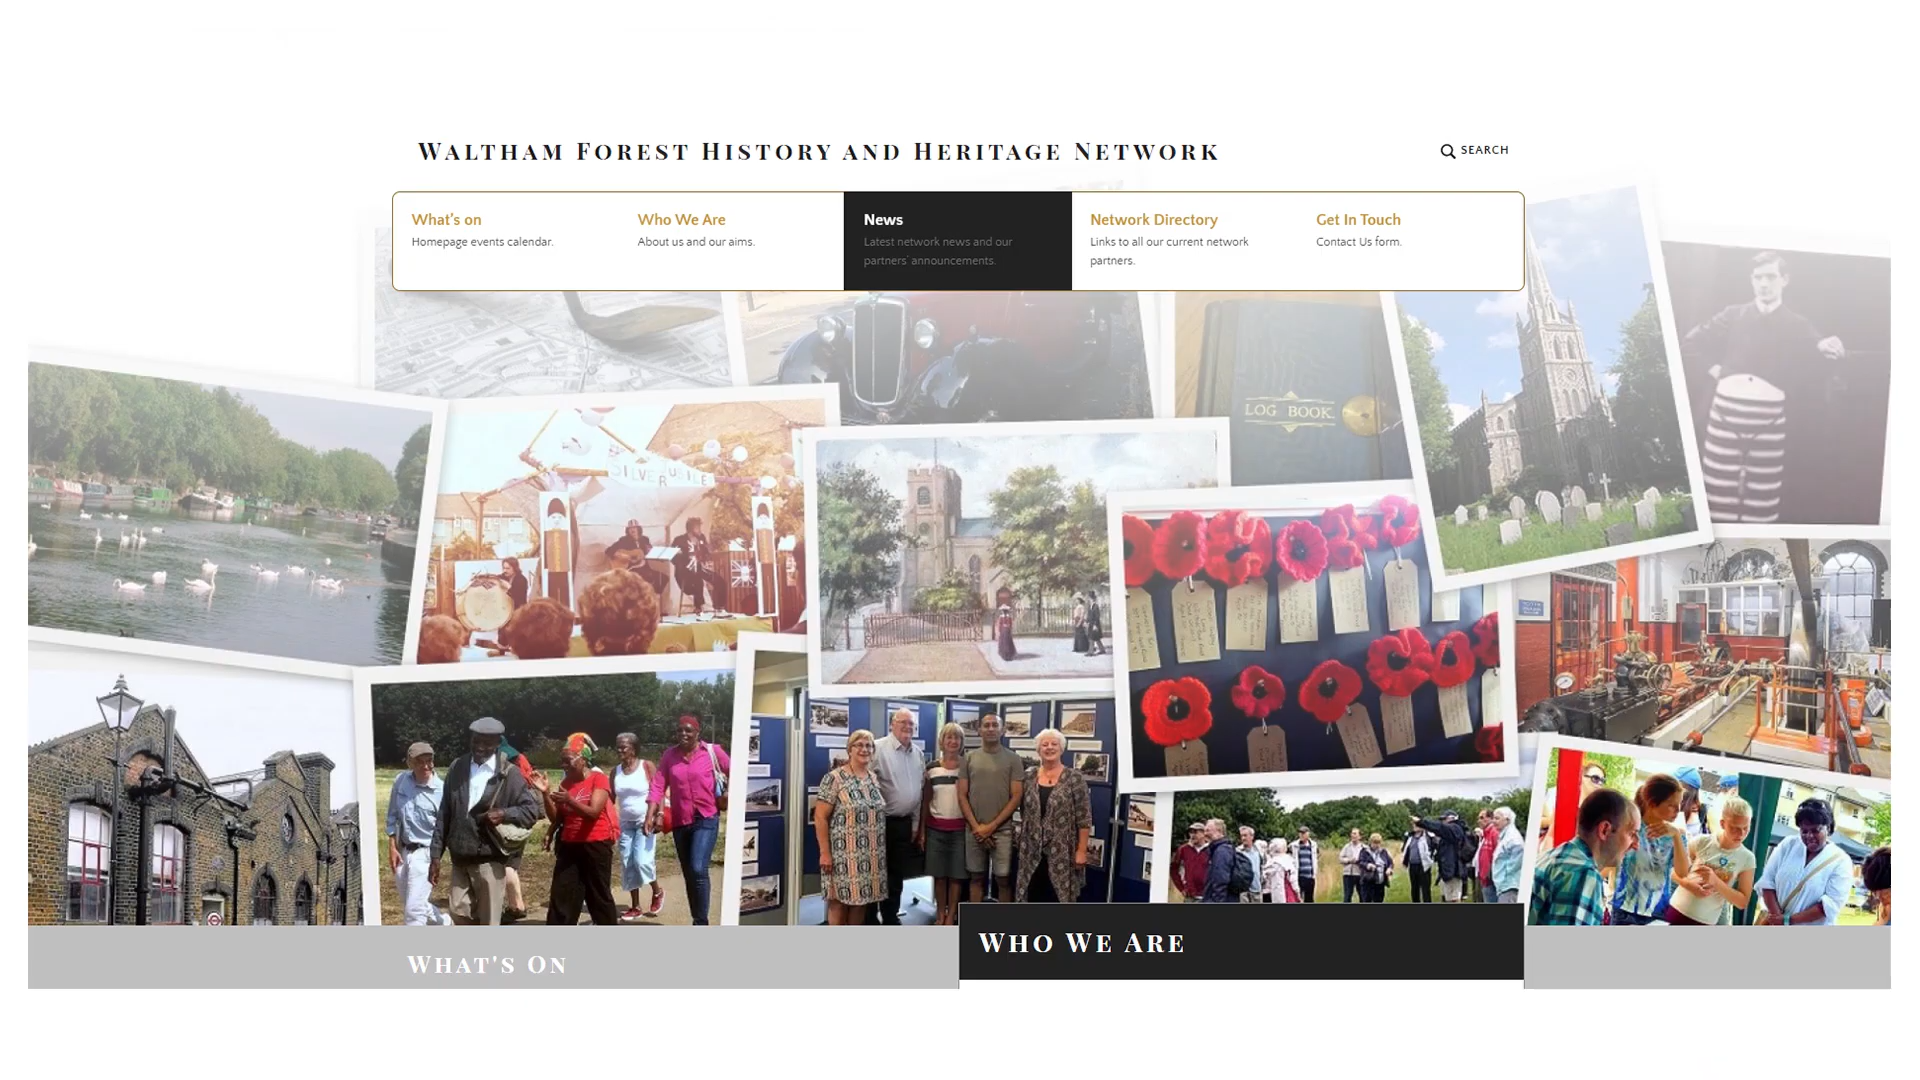 Waltham Forest History and Heritage Network
SEARCH
What's on
Homepage events calendar.
Who We Are
About us and our aims.
News
Latest network news and our
partners' announcements.
Network Directory
Links to all our current network
partners.
Get In Touch
Contact Us form.
LOG BOOK.
SILVER JUBILEE
Who We Are
What's On